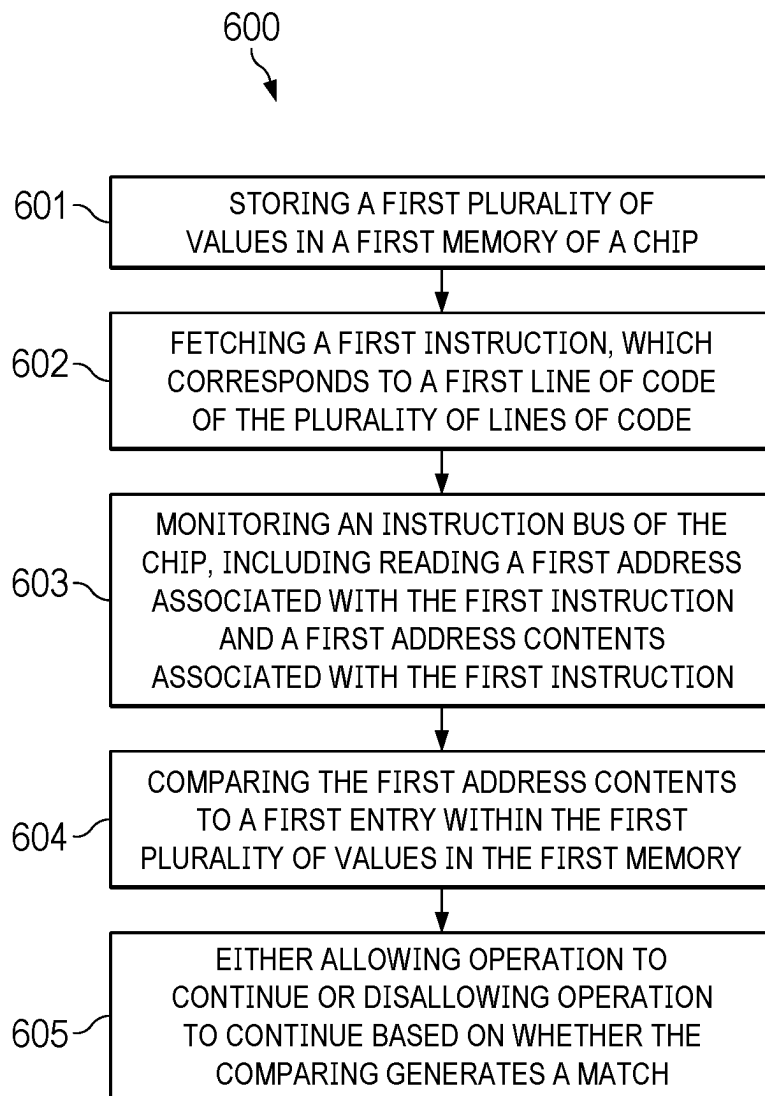 600
601
STORING A FIRST PLURALITY OF
VALUES IN A FIRST MEMORY OF A CHIP
602
FETCHING A FIRST INSTRUCTION, WHICH
CORRESPONDS TO A FIRST LINE OF CODE
OF THE PLURALITY OF LINES OF CODE
603
MONITORING AN INSTRUCTION BUS OF THE
CHIP, INCLUDING READING A FIRST ADDRESS
ASSOCIATED WITH THE FIRST INSTRUCTION
AND A FIRST ADDRESS CONTENTS
ASSOCIATED WITH THE FIRST INSTRUCTION
604
COMPARING THE FIRST ADDRESS CONTENTS
TO A FIRST ENTRY WITHIN THE FIRST
PLURALITY OF VALUES IN THE FIRST MEMORY
605
EITHER ALLOWING OPERATION TO
CONTINUE OR DISALLOWING OPERATION
TO CONTINUE BASED ON WHETHER THE
COMPARING GENERATES A MATCH